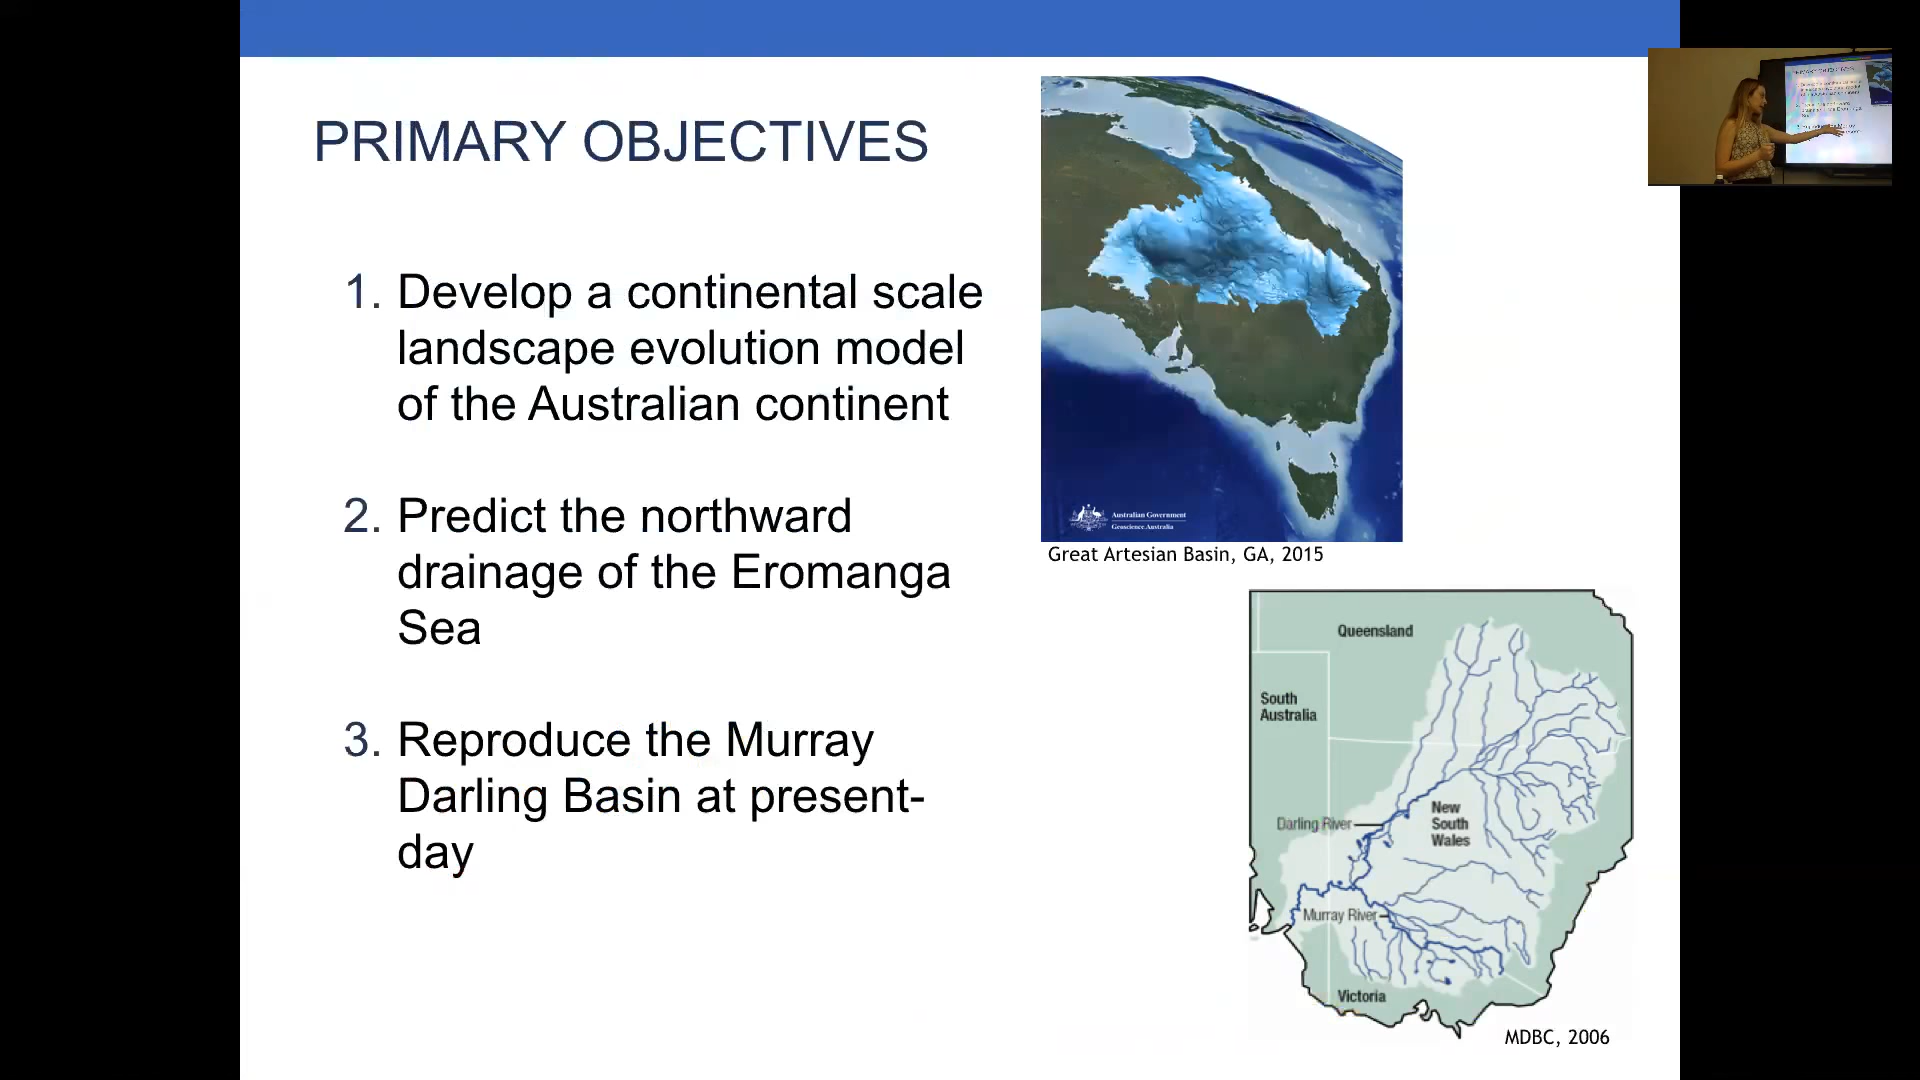 PRIMARY OBJECTIVES
1. Develop a continental scale
landscape evolution model
of the Australian continent
2. Predict the northward
drainage of the Eromanga
Sea
3. Reproduce the Murray
Darling Basin at present-
day
Australian Government
Geoscience Australia
Great Artesian Basin, GA, 2015
Queensland
South
Australia
New
South
Wales
Darling River
Murray River
Victoria
MDBC, 2006
PRIMARY OBJECTIVES